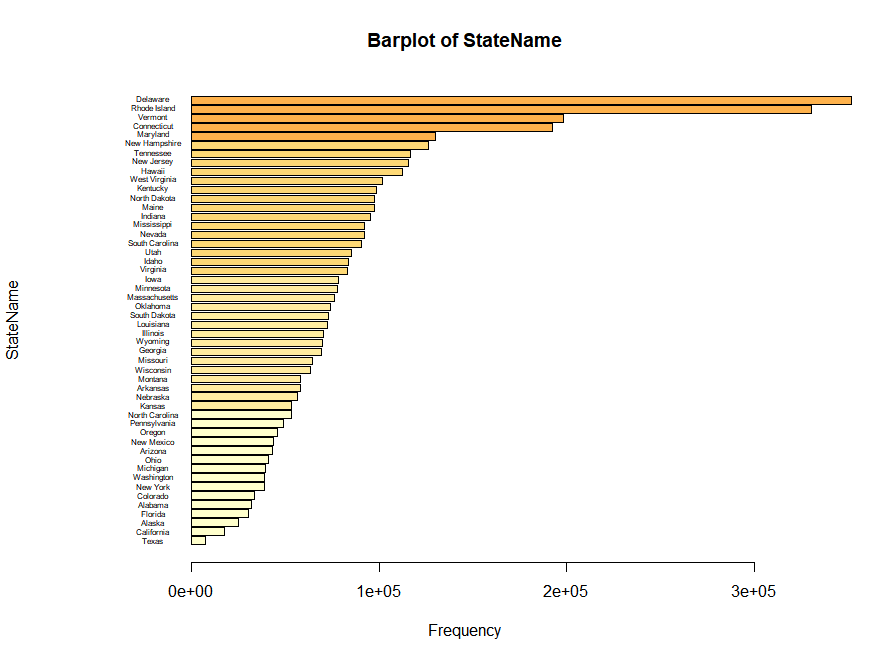 Barplot of StateName
Delaware
Rhode Island
Vermont
Connecticut
Maryland
New Hampshire
Tennessee
New Jersey
Hawaii
West Virginia
Kentucky
North Dakota
Maine
Indiana
Mississippi
Nevada
South Carolina
Utah
Idaho
Virginia
Iowa
Minnesota
Massachusetts
Oklahoma
South Dakota
Louisiana
Illinois
Wyoming
Georgia
Missouri
Wisconsin
Montana
Arkansas
Nebraska
Kansas
North Carolina
Pennsylvania
Oregon
New Mexico
Arizona
Ohio
Michigan
Washington
New York
Colorado
Alabama
Florida
Alaska
California
Texas
StateName
0e+00 1e+05 2e+05 3e+05
Frequency